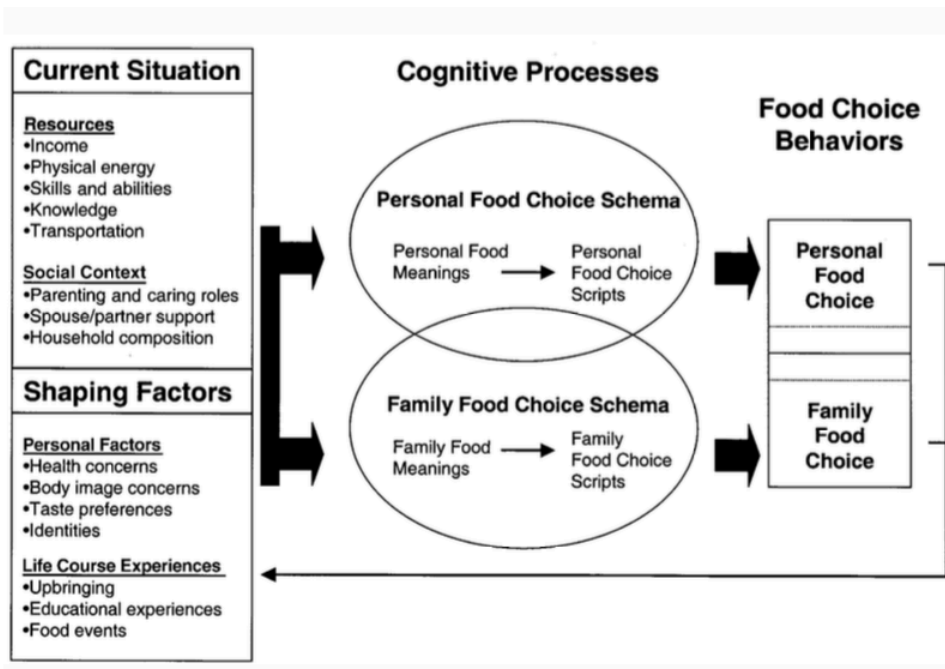 Current Situation
Resources
•Income
•Physical energy
•Skills and abilities
•Knowledge
•Transportation
Social Context
•Parenting and caring roles
•Spouse/partner support
•Household composition
Shaping Factors
Personal Factors
•Health concerns
•Body image concerns
•Taste preferences
•Identities
Life Course Experiences
•Upbringing
•Educational experiences
•Food events
Cognitive Processes
Personal Food Choice Schema
Personal Food
Meanings
Personal
Food Choice
Scripts
Family Food Choice Schema
Family Food
Meanings
Family
Food Choice
Scripts
Food Choice
Behaviors
Personal
Food
Choice
Family
Food
Choice